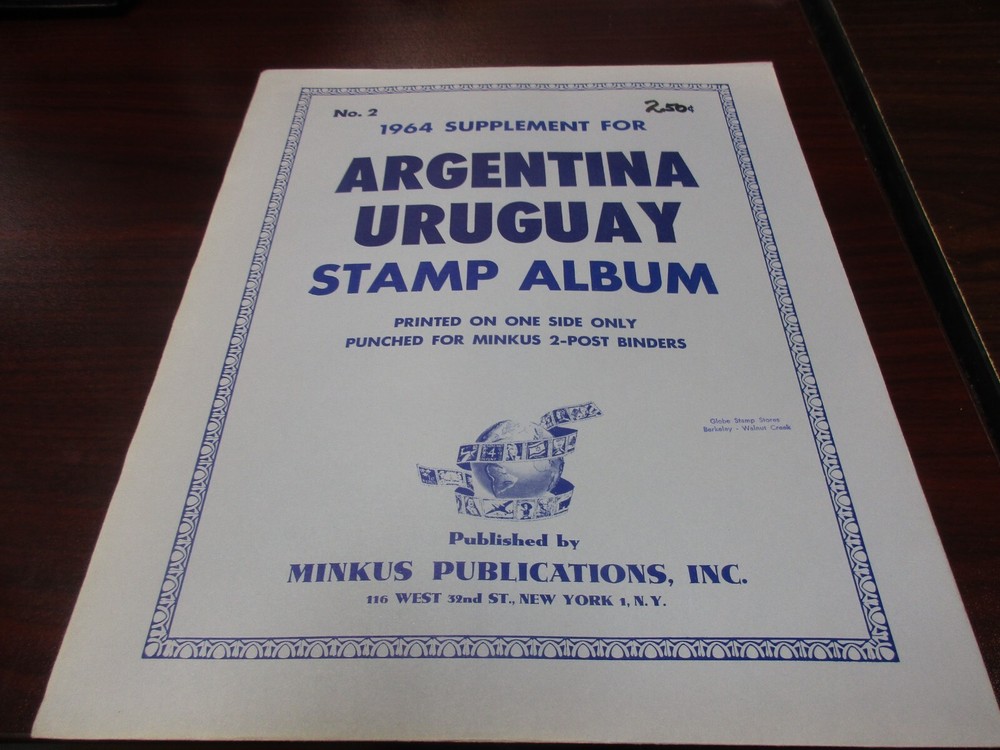 No. 2
2.50¢
1964 SUPPLEMENT FOR
ARGENTINA
URUGUAY
STAMP ALBUM
PRINTED ON ONE SIDE ONLY
PUNCHED FOR MINKUS 2-POST BINDERS
Globe Stamp Stores
Berkeley - Walnut Creek
Published by
MINKUS PUBLICATIONS, INC.
116 WEST 32nd ST., NEW YORK 1, N.Y.